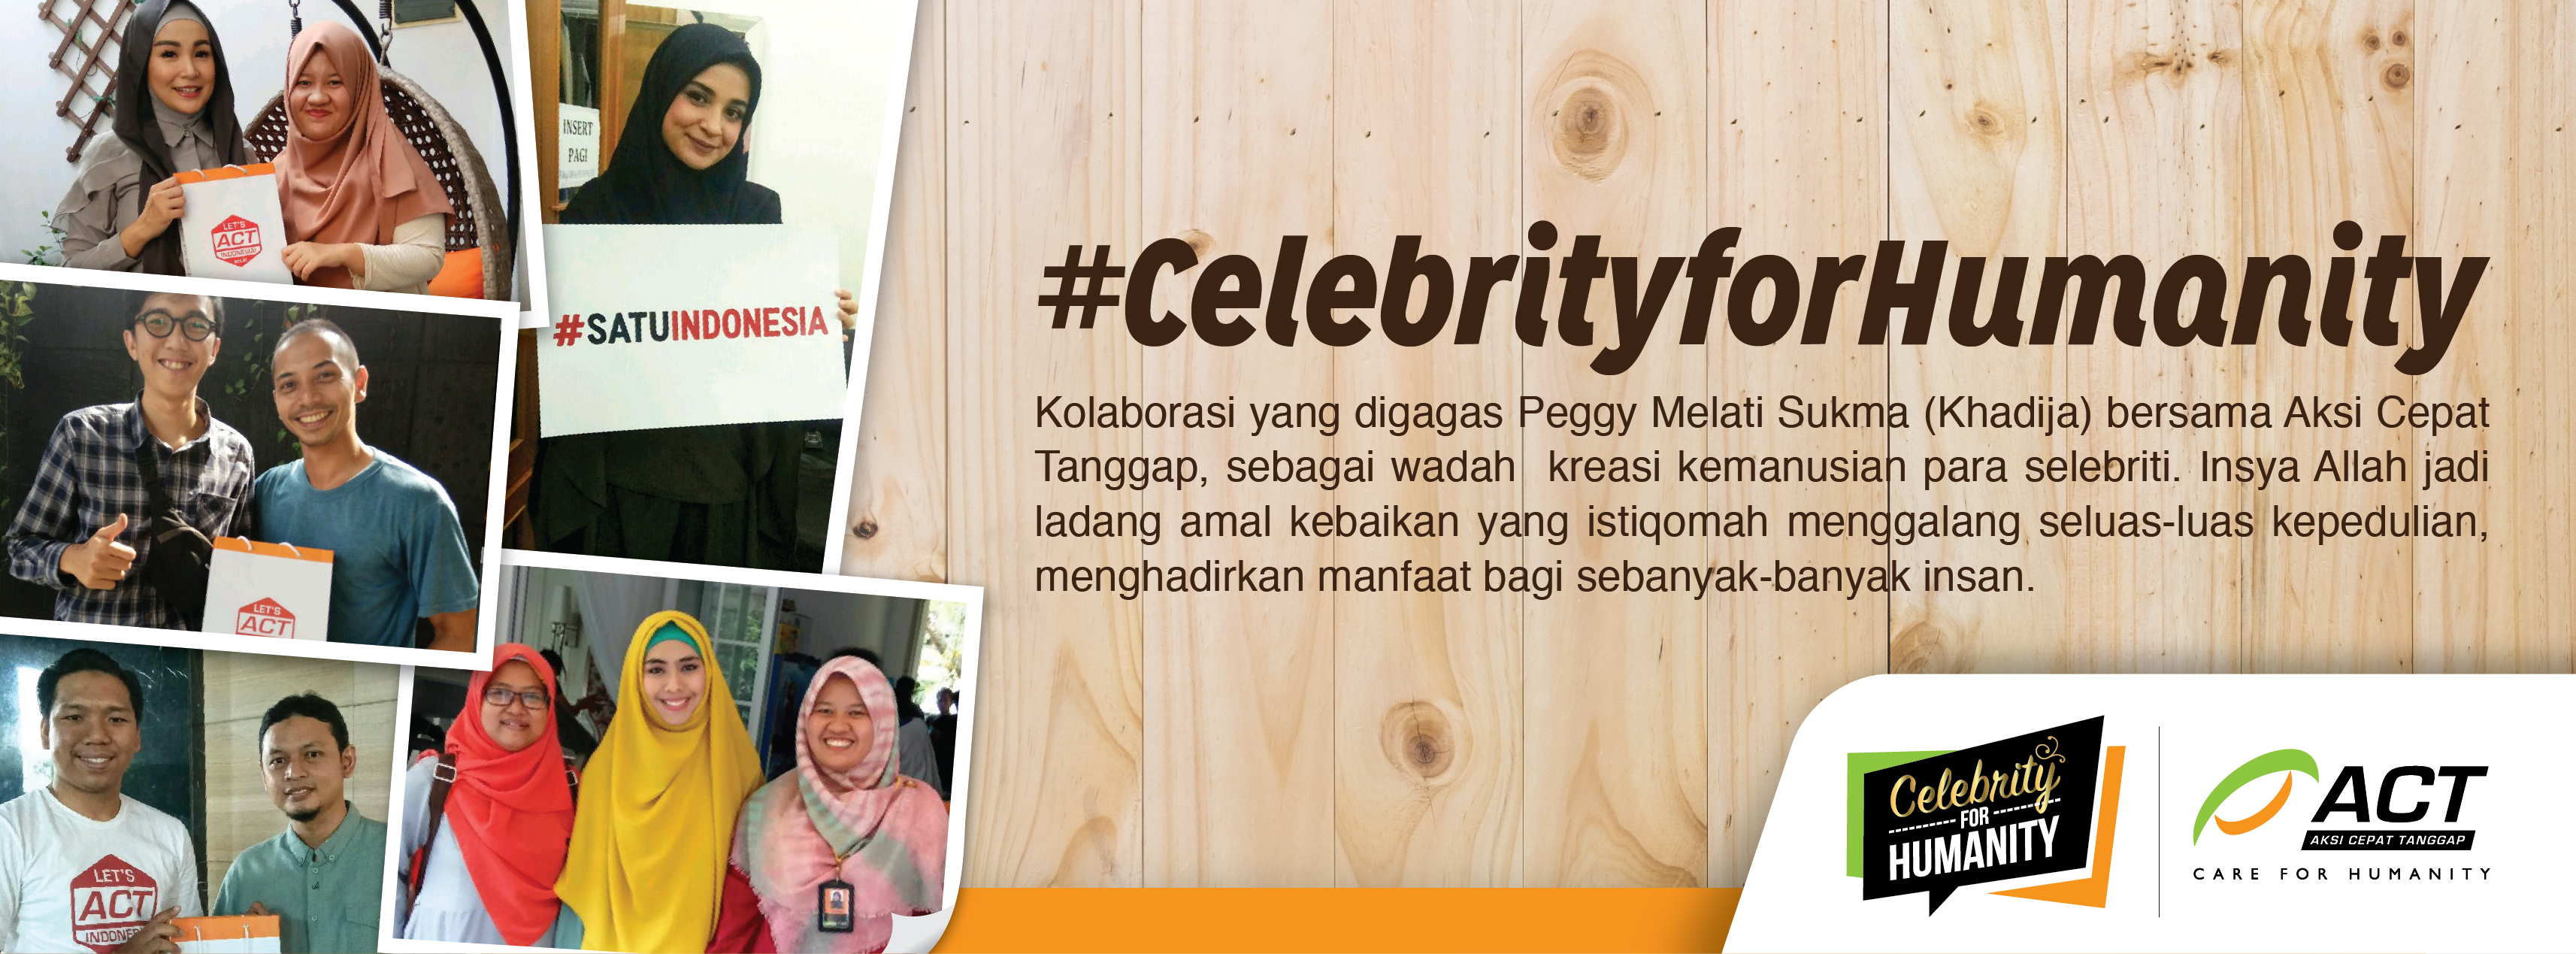 LET'S
ACT
INDONESIA!
INSERT
PAGI
#SATUINDONESIA
LET'S
ACT
LET'S
ACT
INDONES
#CelebrityforHumanity
Kolaborasi yang digagas Peggy Melati Sukma (Khadija) bersama Aksi Cepat
Tanggap, sebagai wadah kreasi kemanusian para selebriti. Insya Allah jadi
ladang amal kebaikan yang istiqomah menggalang seluas-luas kepedulian,
menghadirkan manfaat bagi sebanyak-banyak insan.
Celebrity
FOR
HUMANITY
ACT
AKSI CEPAT TANGGAP
CARE FOR HUMANITY